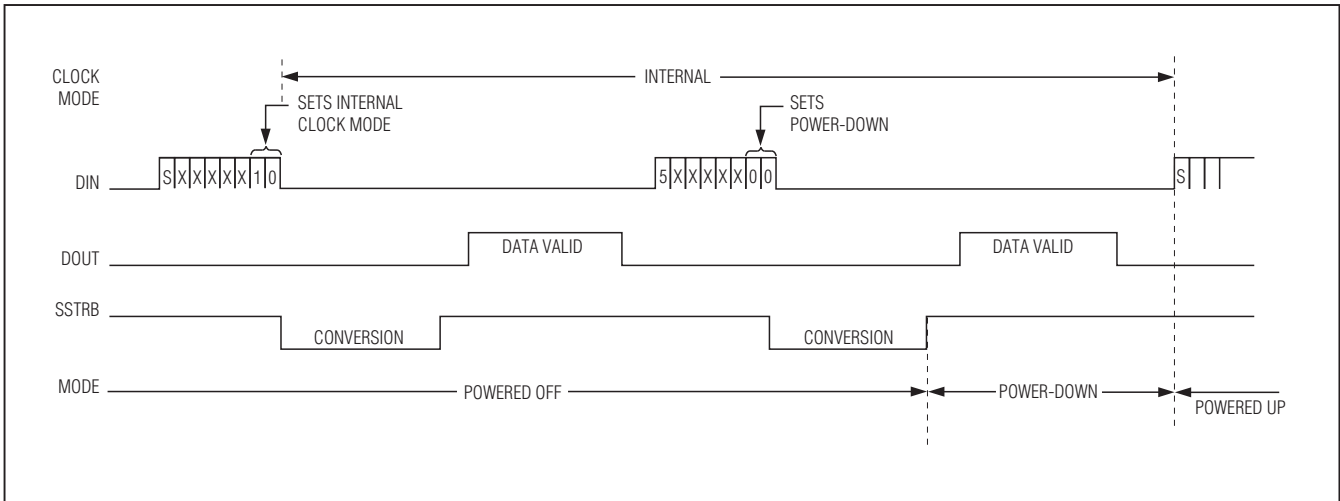 CLOCK
MODE
INTERNAL
SETS INTERNAL
CLOCK MODE
SETS
POWER-DOWN
DIN
S X X X X X 1 0
5 X X X X X 0 0
S
DOUT
DATA VALID
DATA VALID
SSTRB
CONVERSION
CONVERSION
MODE
POWERED OFF
POWER-DOWN
POWERED UP